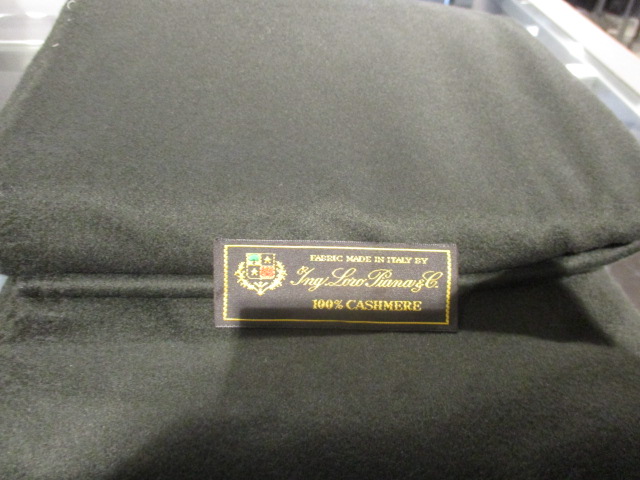 FABRIC MADE IN ITALY BY
Ing. Loro Piana & C.
100% CASHMERE